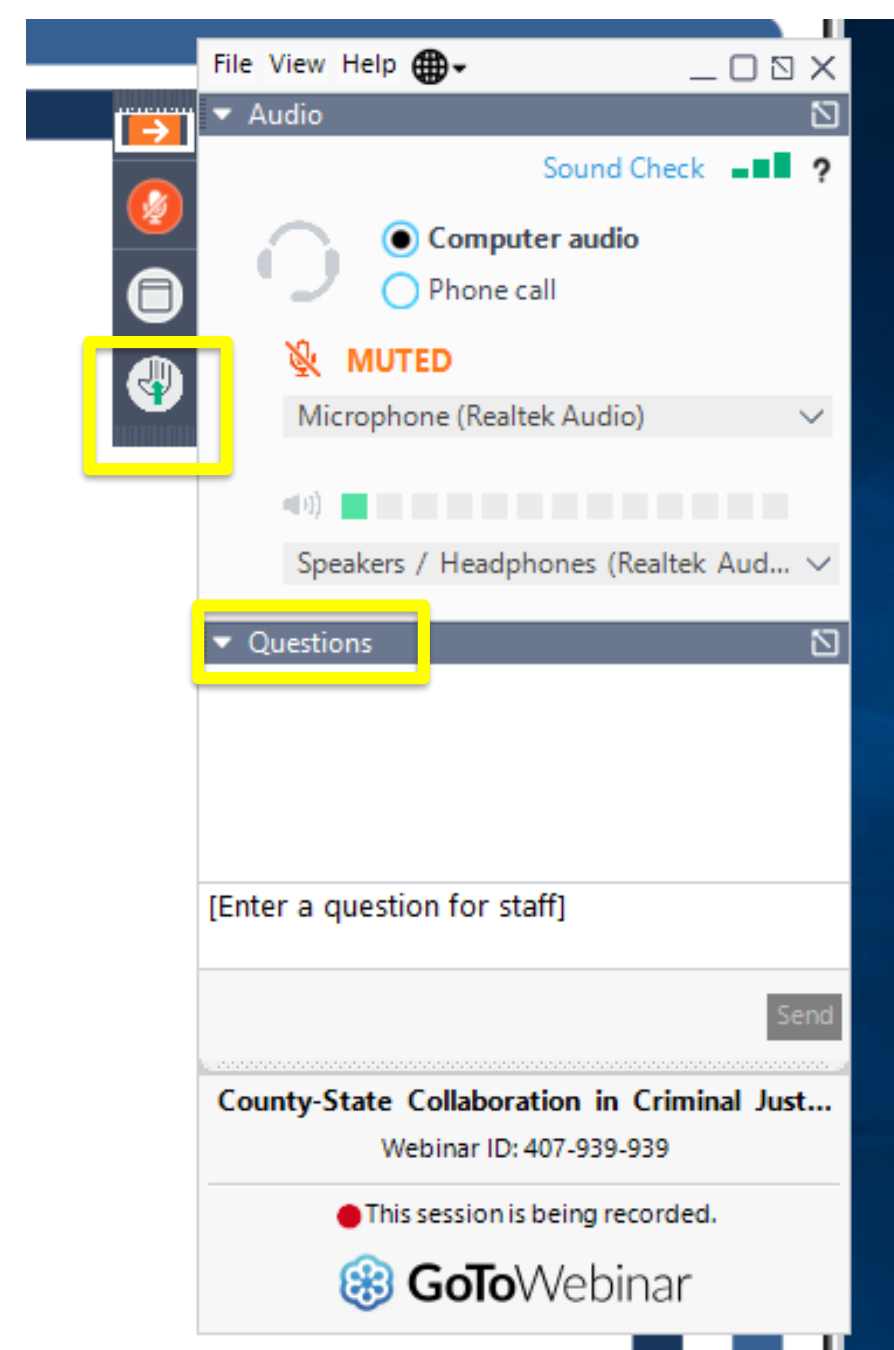 File View Help
Audio
Sound Check ?
Computer audio
Phone call
MUTED
Microphone (Realtek Audio)
Speakers / Headphones (Realtek Aud...
Questions
[Enter a question for staff]
Send
County-State Collaboration in Criminal Just...
Webinar ID: 407-939-939
This session is being recorded.
GoToWebinar